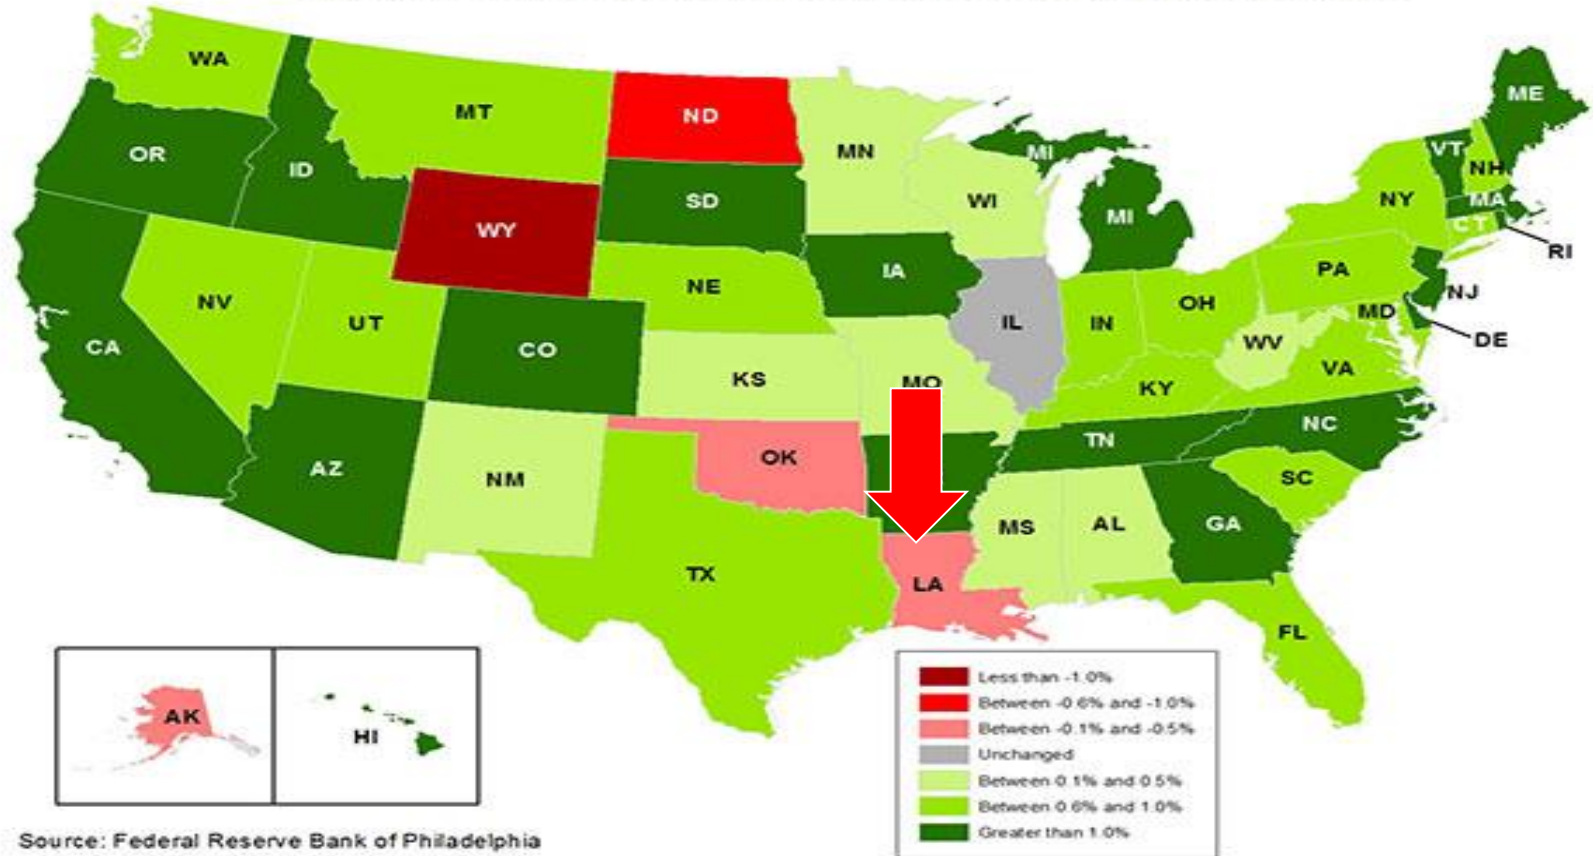 WA
MT
ND
MN
ME
OR
ID
SD
WI
MI
MI
VT
NH
NY
MA
CT
RI
WY
IA
NE
PA
NJ
NV
UT
CO
IL
IN
OH
MD
DE
WV
VA
CA
KS
MO
KY
AZ
NM
OK
TN
NC
SC
MS
AL
GA
TX
LA
FL
AK
HI
Less than -1.0%
Between -0.6% and -1.0%
Between -0.1% and -0.5%
Unchanged
Between 0.1% and 0.5%
Between 0.6% and 1.0%
Greater than 1.0%
Source: Federal Reserve Bank of Philadelphia